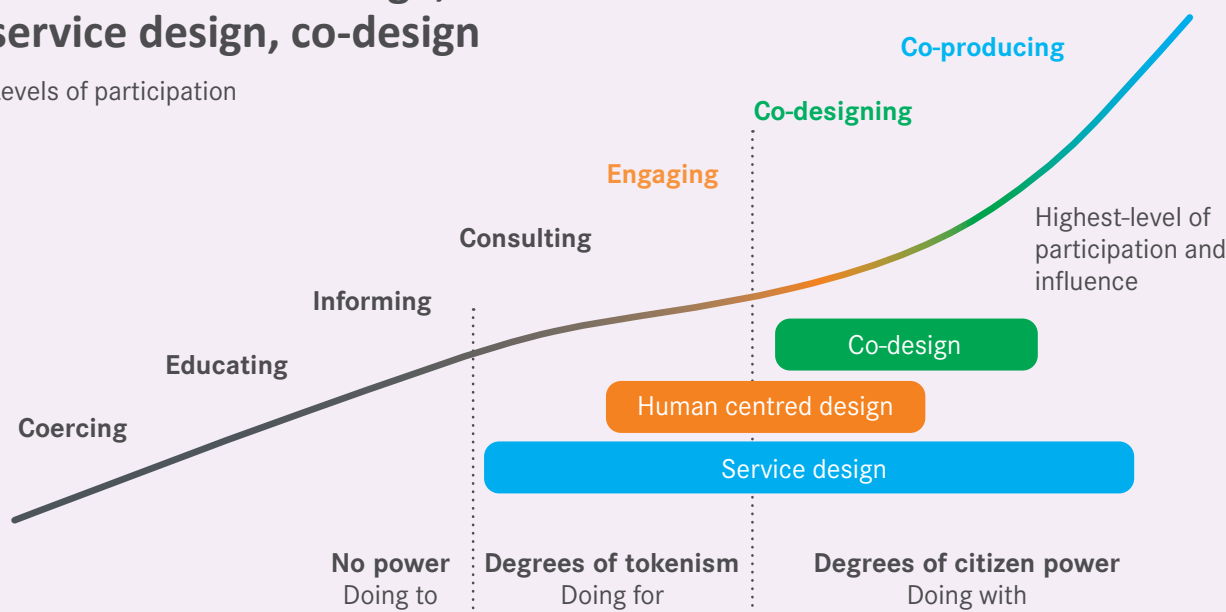 service design, co-design
Levels of participation
Co-producing
Co-designing
Engaging
Consulting
Informing
Educating
Coercing
Highest-level of
participation and
influence
Co-design
Human centred design
Service design
No power
Doing to
Degrees of tokenism
Doing for
Degrees of citizen power
Doing with